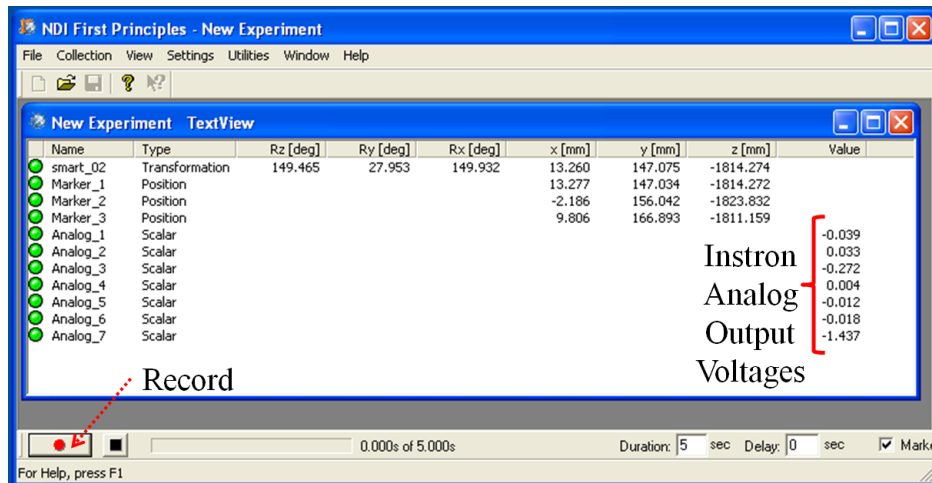 NDI First Principles - New Experiment
File Collection View Settings Utilities Window Help
New Experiment TextView
Name Type Rz [deg] Ry [deg] Rx [deg] x [mm] y [mm] z [mm] Value
smart_02 Transformation 149.465 27.953 149.932 13.260 147.075 -1814.274
Marker_1 Position 13.277 147.034 -1814.272
Marker_2 Position -2.186 156.042 -1823.832
Marker_3 Position 9.806 166.893 -1811.159
Analog_1 Scalar -0.039
Analog_2 Scalar 0.033
Analog_3 Scalar -0.272
Analog_4 Scalar 0.004
Analog_5 Scalar -0.012
Analog_6 Scalar -0.018
Analog_7 Scalar -1.437
Instron
Analog
Output
Voltages
Record
0.000s of 5.000s Duration: 5 sec Delay: 0 sec Marke
For Help, press F1